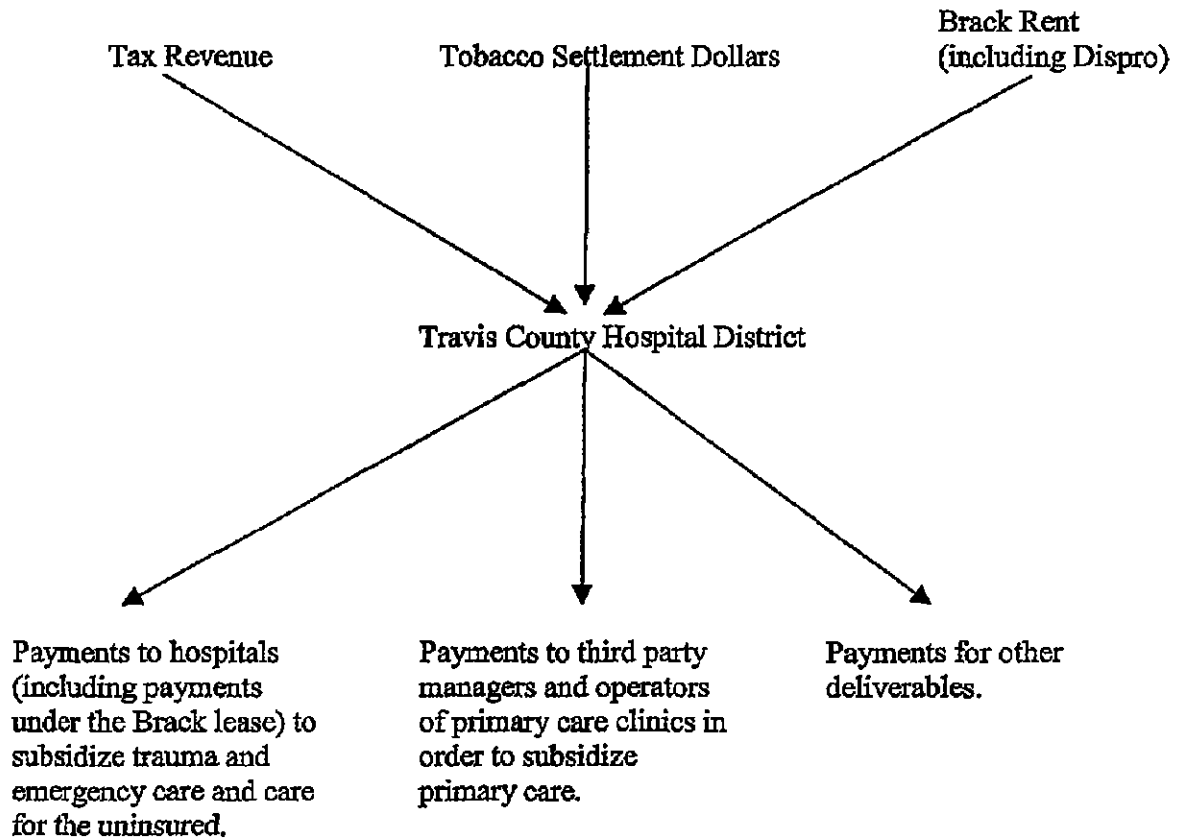 Tax Revenue
Tobacco Settlement Dollars
Brack Rent
(including Dispro)
Travis County Hospital District
Payments to hospitals
(including payments
under the Brack lease) to
subsidize trauma and
emergency care and care
for the uninsured.
Payments to third party
managers and operators
of primary care clinics in
order to subsidize
primary care.
Payments for other
deliverables.